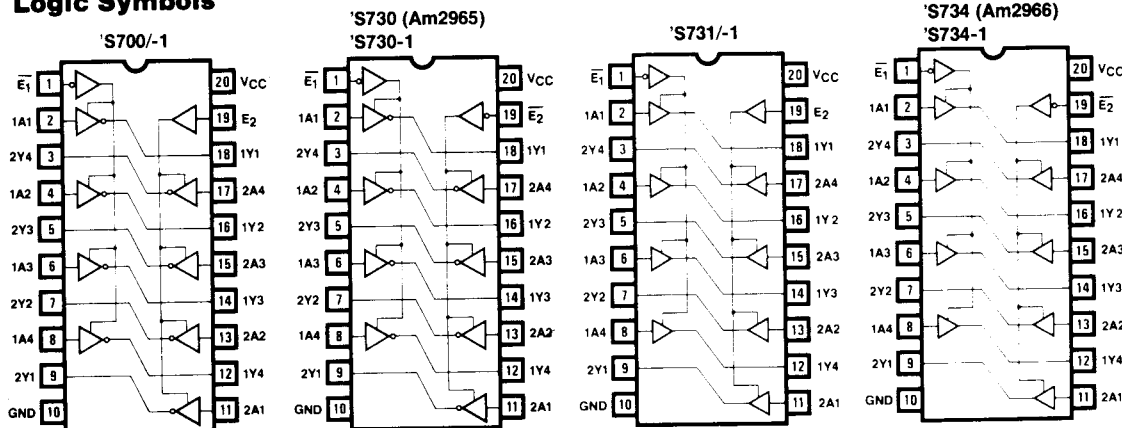 Logic Symbols
'S700/-1
E̅1 1 20 VCC
1A1 2 19 E2
2Y4 3 18 1Y1
1A2 4 17 2A4
2Y3 5 16 1Y2
1A3 6 15 2A3
2Y2 7 14 1Y3
1A4 8 13 2A2
2Y1 9 12 1Y4
GND 10 11 2A1
'S730 (Am2965)
'S730-1
E̅1 1 20 VCC
1A1 2 19 E̅2
2Y4 3 18 1Y1
1A2 4 17 2A4
2Y3 5 16 1Y2
1A3 6 15 2A3
2Y2 7 14 1Y3
1A4 8 13 2A2
2Y1 9 12 1Y4
GND 10 11 2A1
'S731/-1
E̅1 1 20 VCC
1A1 2 19 E2
2Y4 3 18 1Y1
1A2 4 17 2A4
2Y3 5 16 1Y2
1A3 6 15 2A3
2Y2 7 14 1Y3
1A4 8 13 2A2
2Y1 9 12 1Y4
GND 10 11 2A1
'S734 (Am2966)
'S734-1
E̅1 1 20 VCC
1A1 2 19 E̅2
2Y4 3 18 1Y1
1A2 4 17 2A4
2Y3 5 16 1Y2
1A3 6 15 2A3
2Y2 7 14 1Y3
1A4 8 13 2A2
2Y1 9 12 1Y4
GND 10 11 2A1